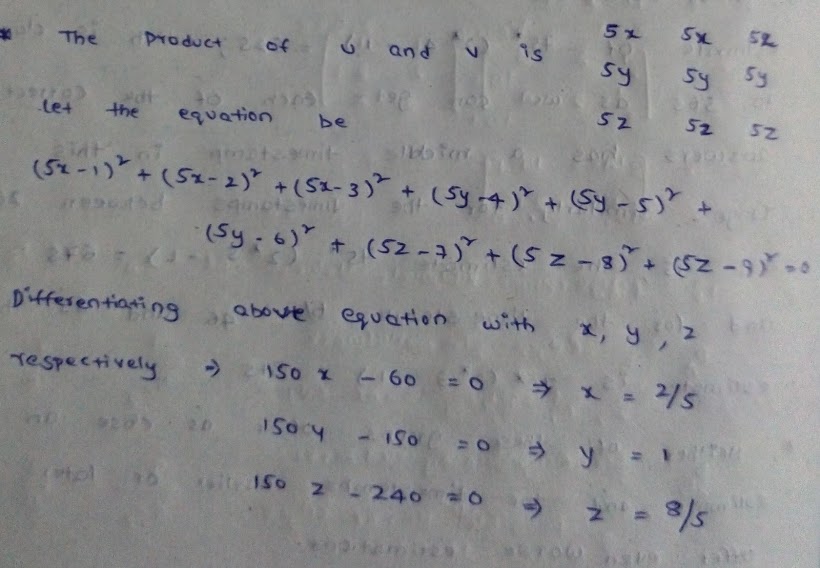 * The product of U and V is 5x 5x 5x
5y 5y 5y
5z 5z 5z
Let the equation be
(5x-1)² + (5x-2)² + (5x-3)² + (5y-4)² + (5y-5)² +
(5y-6)² + (5z-7)² + (5z-8)² + (5z-9)² = 0
Differentiating above equation with x, y, z
respectively ⇒ 150x - 60 = 0 ⇒ x = 2/5
150y - 150 = 0 ⇒ y = 1
150z - 240 = 0 ⇒ z = 8/5